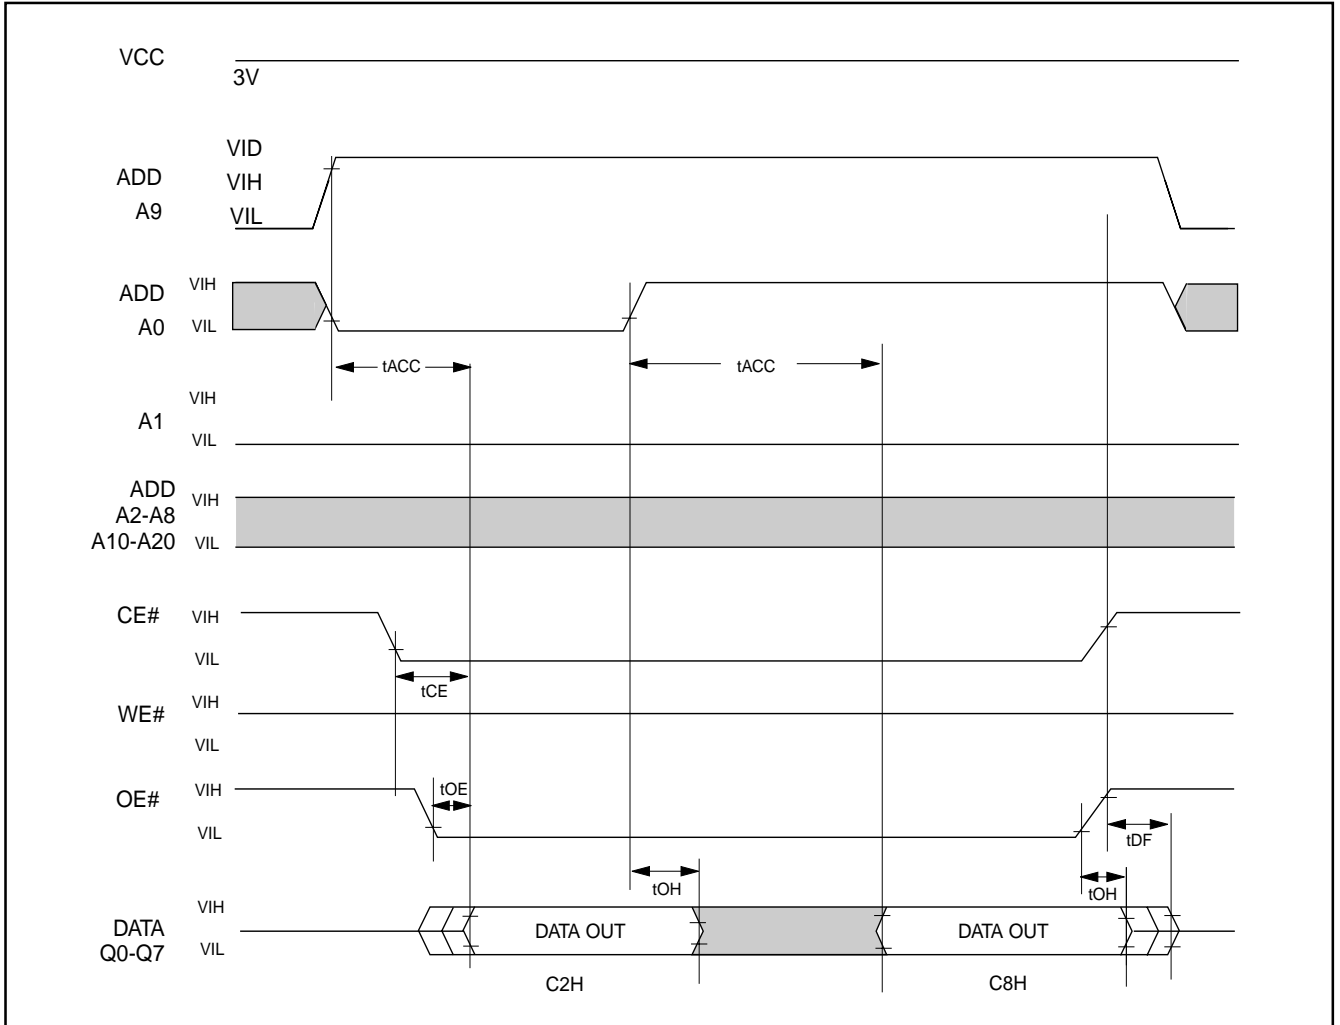 VCC
3V
VID
ADD
VIH
A9
VIL
ADD
VIH
A0
VIL
tACC
tACC
VIH
A1
VIL
ADD
VIH
A2-A8
A10-A20
VIL
CE#
VIH
VIL
tCE
WE#
VIH
VIL
OE#
VIH
tOE
VIL
tDF
tOH
tOH
DATA
VIH
Q0-Q7
VIL
DATA OUT
DATA OUT
C2H
C8H